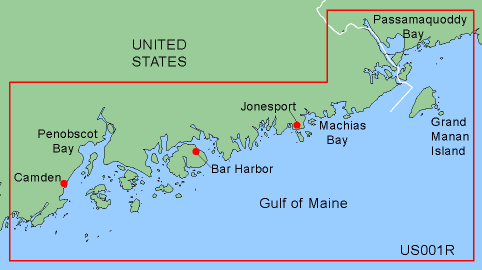 Passamaquoddy
Bay
UNITED
STATES
Jonesport
Machias
Bay
Grand
Manan
Island
Penobscot
Bay
Camden
Bar Harbor
Gulf of Maine
US001R